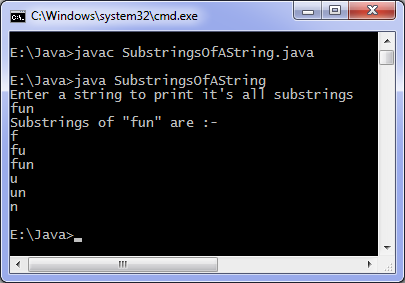 C:\Windows\system32\cmd.exe
E:\Java>javac SubstringsOfAString.java
E:\Java>java SubstringsOfAString
Enter a string to print it's all substrings
fun
Substrings of "fun" are :-
f
fu
fun
u
un
n
E:\Java>